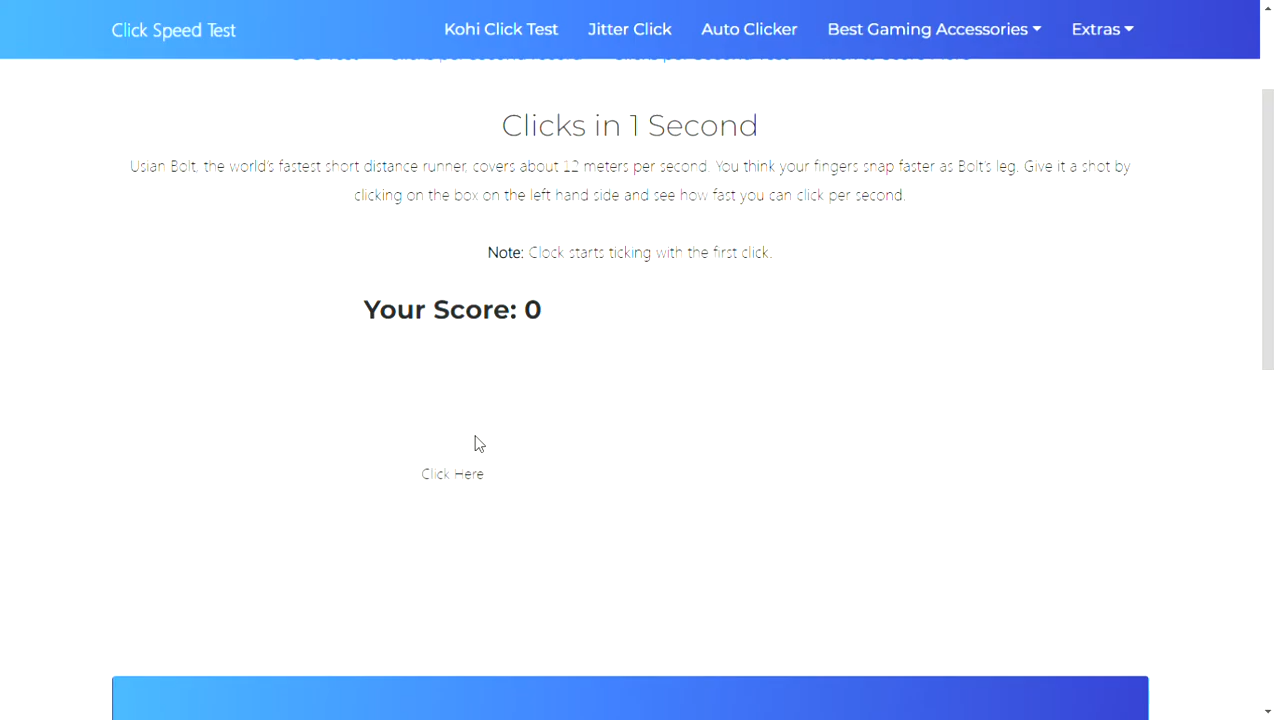 Click Speed Test
Kohi Click Test
Jitter Click
Auto Clicker
Best Gaming Accessories
Extras
Clicks in 1 Second
Usian Bolt, the world's fastest short distance runner, covers about 12 meters per second. You think your fingers snap faster as Bolt's leg. Give it a shot by
clicking on the box on the left hand side and see how fast you can click per second.
Note: Clock starts ticking with the first click.
Your Score: 0
Click Here